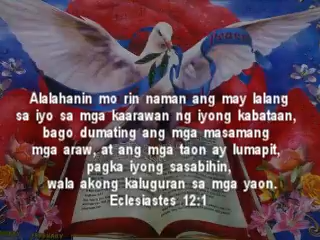 Alalahanin mo rin naman ang may lalang
sa iyo sa mga kaarawan ng iyong kabataan,
bago dumating ang mga masamang
mga araw, at ang mga taon ay lumapit,
pagka iyong sasabihin,
wala akong kaluguran sa mga yaon.
Eclesiastes 12:1